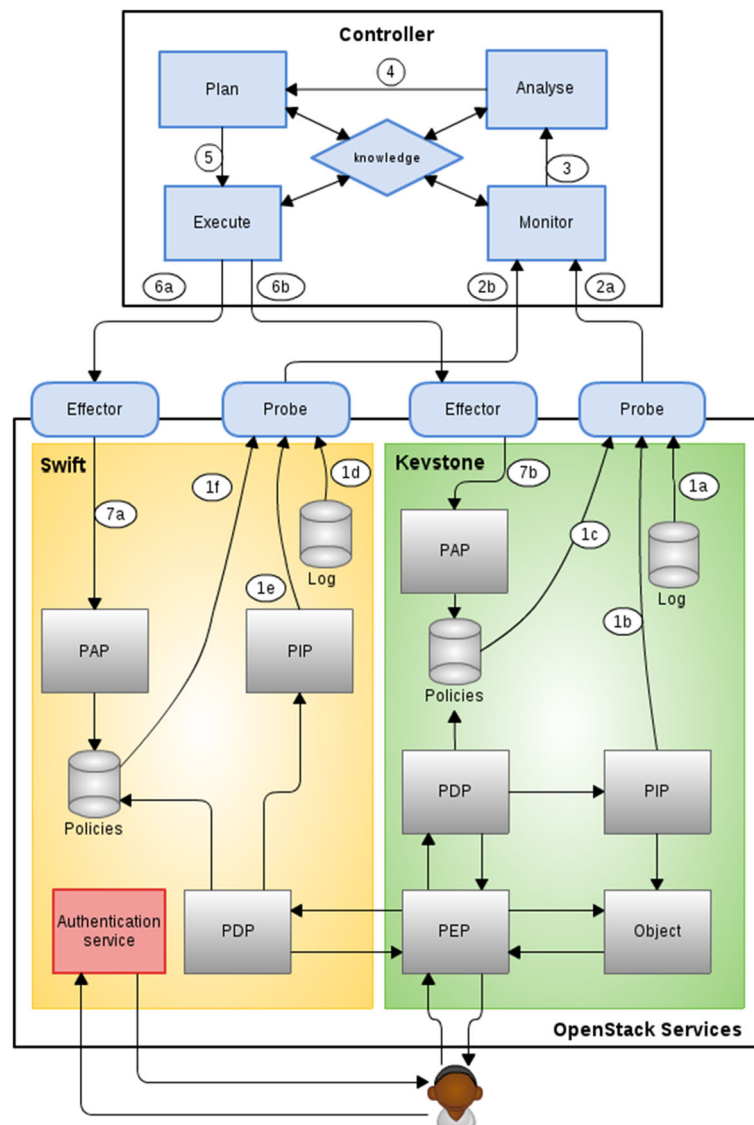 Controller
4
Plan
Analyse
5
knowledge
3
Execute
Monitor
6a
6b
2b
2a
Effector
Probe
Effector
Probe
Swift
1f
1d
Kevstone
7b
1a
7a
PAP
1c
Log
Log
1e
1b
PAP
PIP
Policies
PDP
PIP
Policies
Authentication
service
PDP
PEP
Object
OpenStack Services